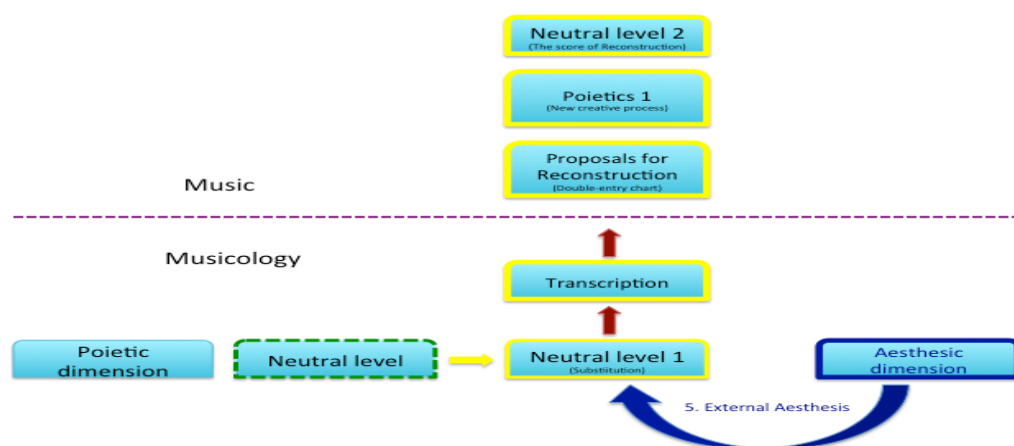 Neutral level 2
(The score of Reconstruction)
Poietics 1
(New creative process)
Proposals for
Reconstruction
(Double-entry chart)
Music
Musicology
Transcription
Poietic
dimension
Neutral level
Neutral level 1
(Substitution)
Aesthesic
dimension
5. External Aesthesis